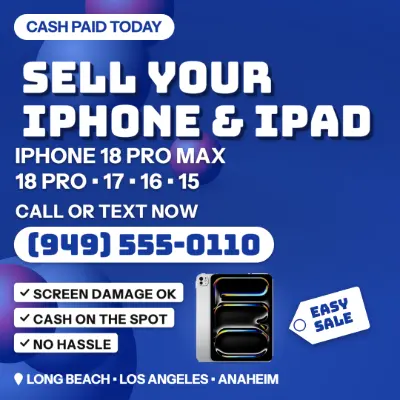 CASH PAID TODAY
SELL YOUR
IPHONE & IPAD
IPHONE 18 PRO MAX
18 PRO ▪ 17 ▪ 16 ▪ 15
CALL OR TEXT NOW
(949) 555-0110
✓ SCREEN DAMAGE OK
✓ CASH ON THE SPOT
✓ NO HASSLE
EASY
SALE
LONG BEACH ▪ LOS ANGELES ▪ ANAHEIM